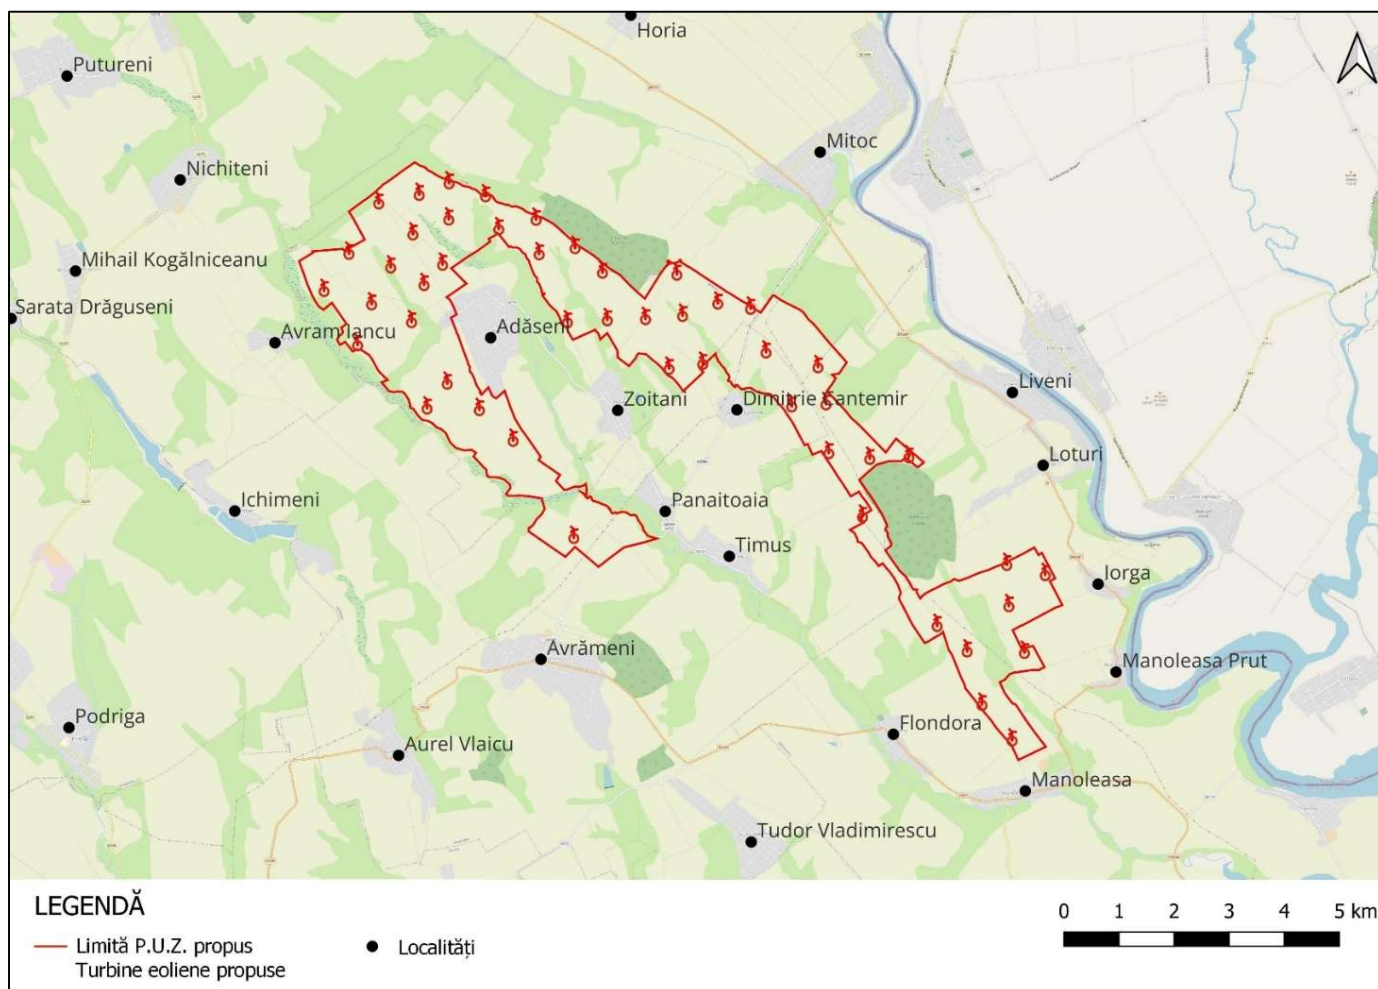 Horia
Putureni
Mitoc
Nichiteni
Mihail Kogălniceanu
Sarata Drăguseni
Avram Iancu
Adăseni
Liveni
Zoitani
Dimitrie Cantemir
Loturi
Ichimeni
Panaitoaia
Timus
Iorga
Avrămeni
Manoleasa Prut
Podriga
Flondora
Aurel Vlaicu
Manoleasa
Tudor Vladimirescu
LEGENDĂ
Limită P.U.Z. propus
Localități
Turbine eoliene propuse
0 1 2 3 4 5 km